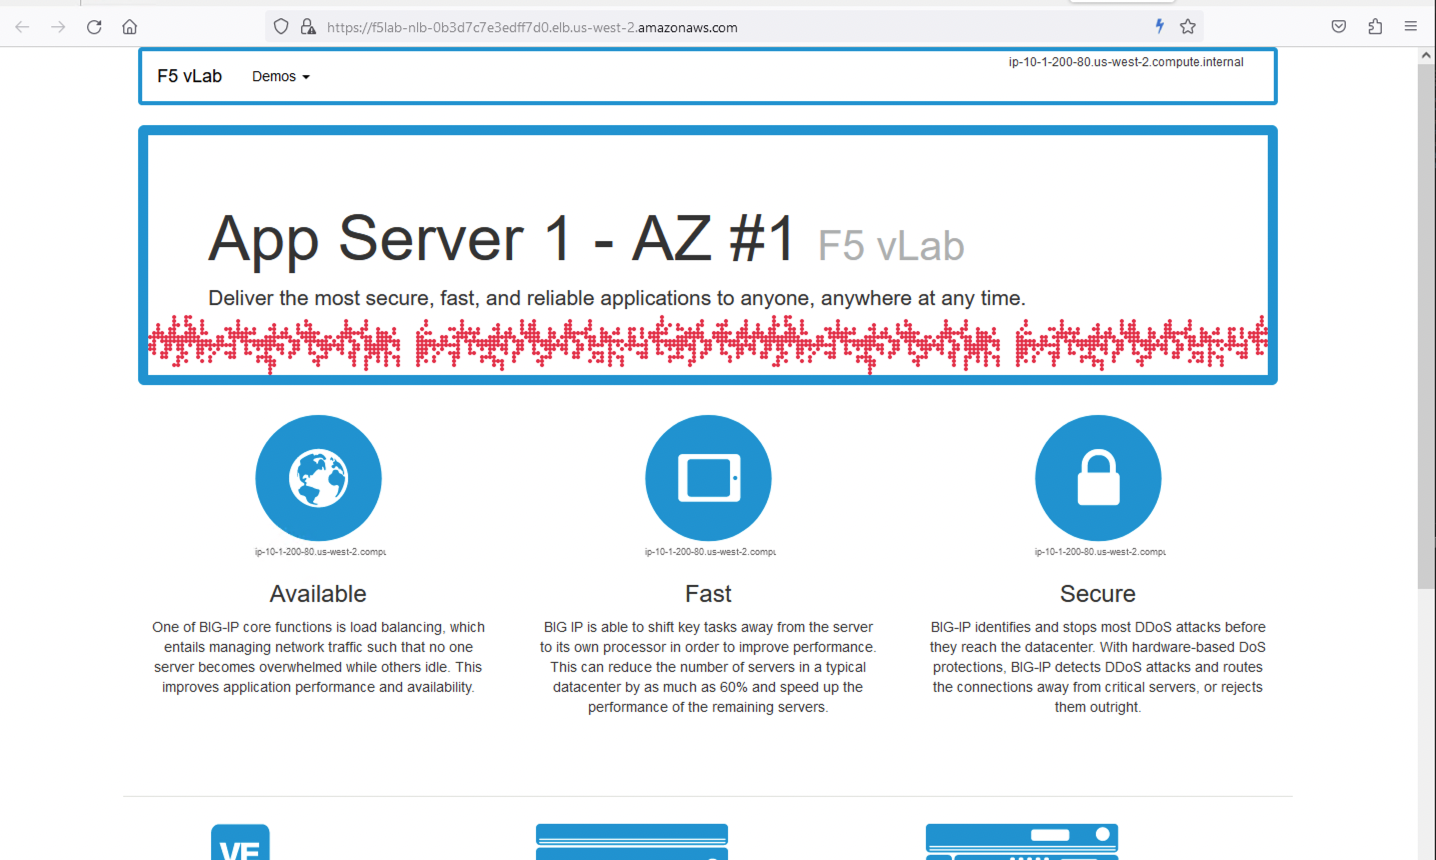 https://f5lab-nlb-0b3d7c7e3edff7d0.elb.us-west-2.amazonaws.com
F5 vLab
Demos
ip-10-1-200-80.us-west-2.compute.internal
App Server 1 - AZ #1 F5 vLab
Deliver the most secure, fast, and reliable applications to anyone, anywhere at any time.
ip-10-1-200-80.us-west-2.compu
Available
One of BIG-IP core functions is load balancing, which
entails managing network traffic such that no one
server becomes overwhelmed while others idle. This
improves application performance and availability.
ip-10-1-200-80.us-west-2.compu
Fast
BIG IP is able to shift key tasks away from the server
to its own processor in order to improve performance.
This can reduce the number of servers in a typical
datacenter by as much as 60% and speed up the
performance of the remaining servers.
ip-10-1-200-80.us-west-2.compu
Secure
BIG-IP identifies and stops most DDoS attacks before
they reach the datacenter. With hardware-based DoS
protections, BIG-IP detects DDoS attacks and routes
the connections away from critical servers, or rejects
them outright.
VE